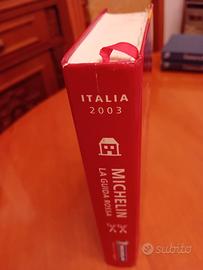 ITALIA
2003
MICHELIN
LA GUIDA ROSSA
subito